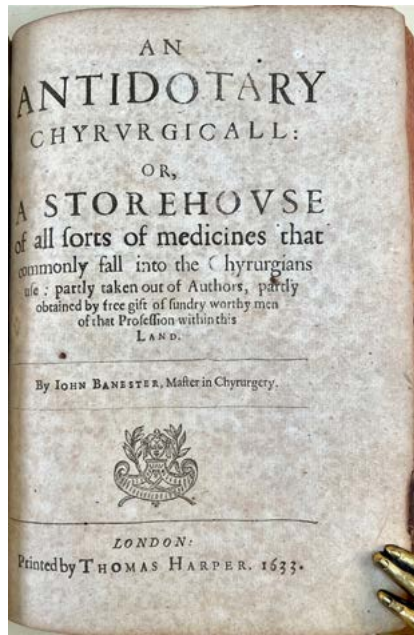 AN
ANTIDOTARY
CHYRVRGICALL:
OR,
A STOREHOVSE
of all ſorts of medicines that
commonly fall into the Chyrurgians
uſe : partly taken out of Authors, partly
obtained by free gift of ſundry worthy men
of that Profeſſion within this
LAND.
By IOHN BANESTER, Maſter in Chyrurgery.
LONDON:
Printed by THOMAS HARPER. 1633.